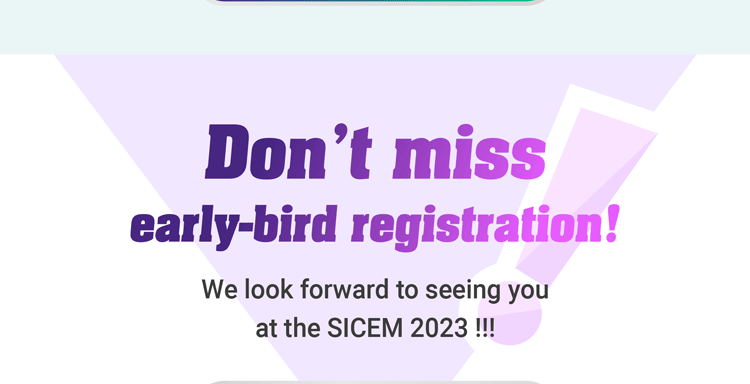 Don’t miss
early-bird registration!
We look forward to seeing you
at the SICEM 2023 !!!